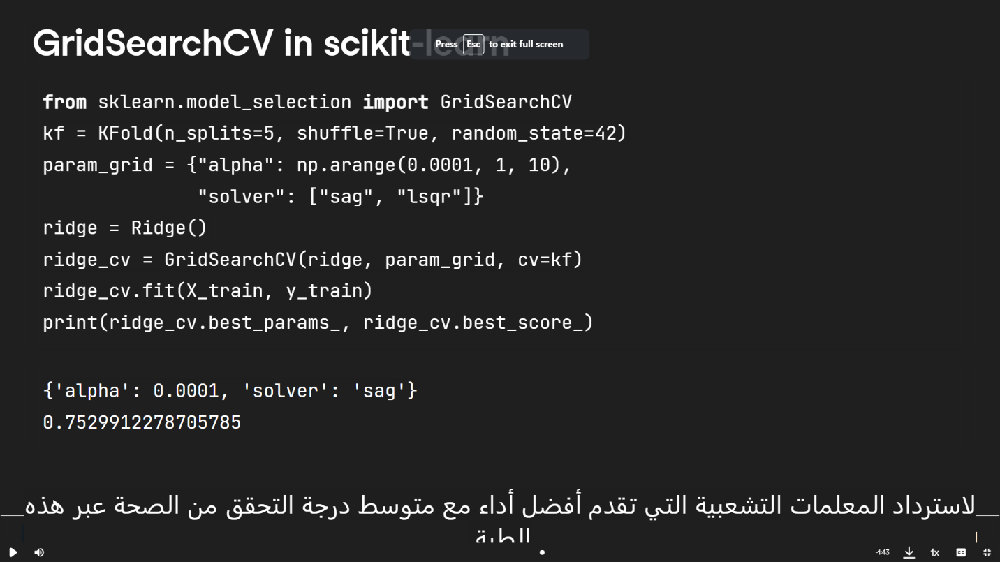 GridSearchCV in scikit-learn
Press Esc to exit full screen
from sklearn.model_selection import GridSearchCV
kf = KFold(n_splits=5, shuffle=True, random_state=42)
param_grid = {"alpha": np.arange(0.0001, 1, 10),
"solver": ["sag", "lsqr"]}
ridge = Ridge()
ridge_cv = GridSearchCV(ridge, param_grid, cv=kf)
ridge_cv.fit(X_train, y_train)
print(ridge_cv.best_params_, ridge_cv.best_score_)
{'alpha': 0.0001, 'solver': 'sag'}
0.7529912278705785
لاسترداد المعلمات التشعبية التي تقدم أفضل أداء مع متوسط درجة التحقق من الصحة عبر هذه
-1:43
1x
CC